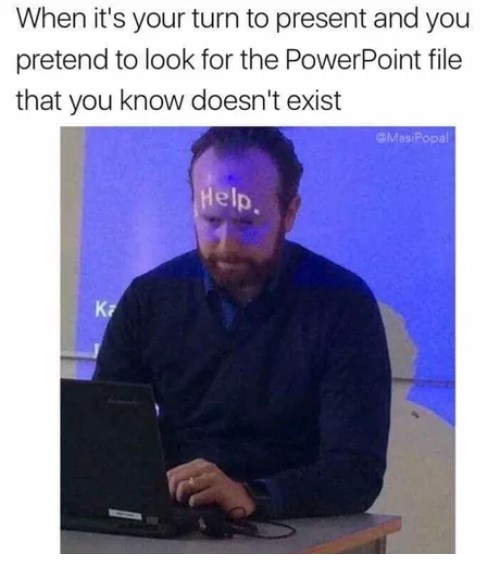 When it's your turn to present and you
pretend to look for the PowerPoint file
that you know doesn't exist
@MasiPopal
Help.
Ka